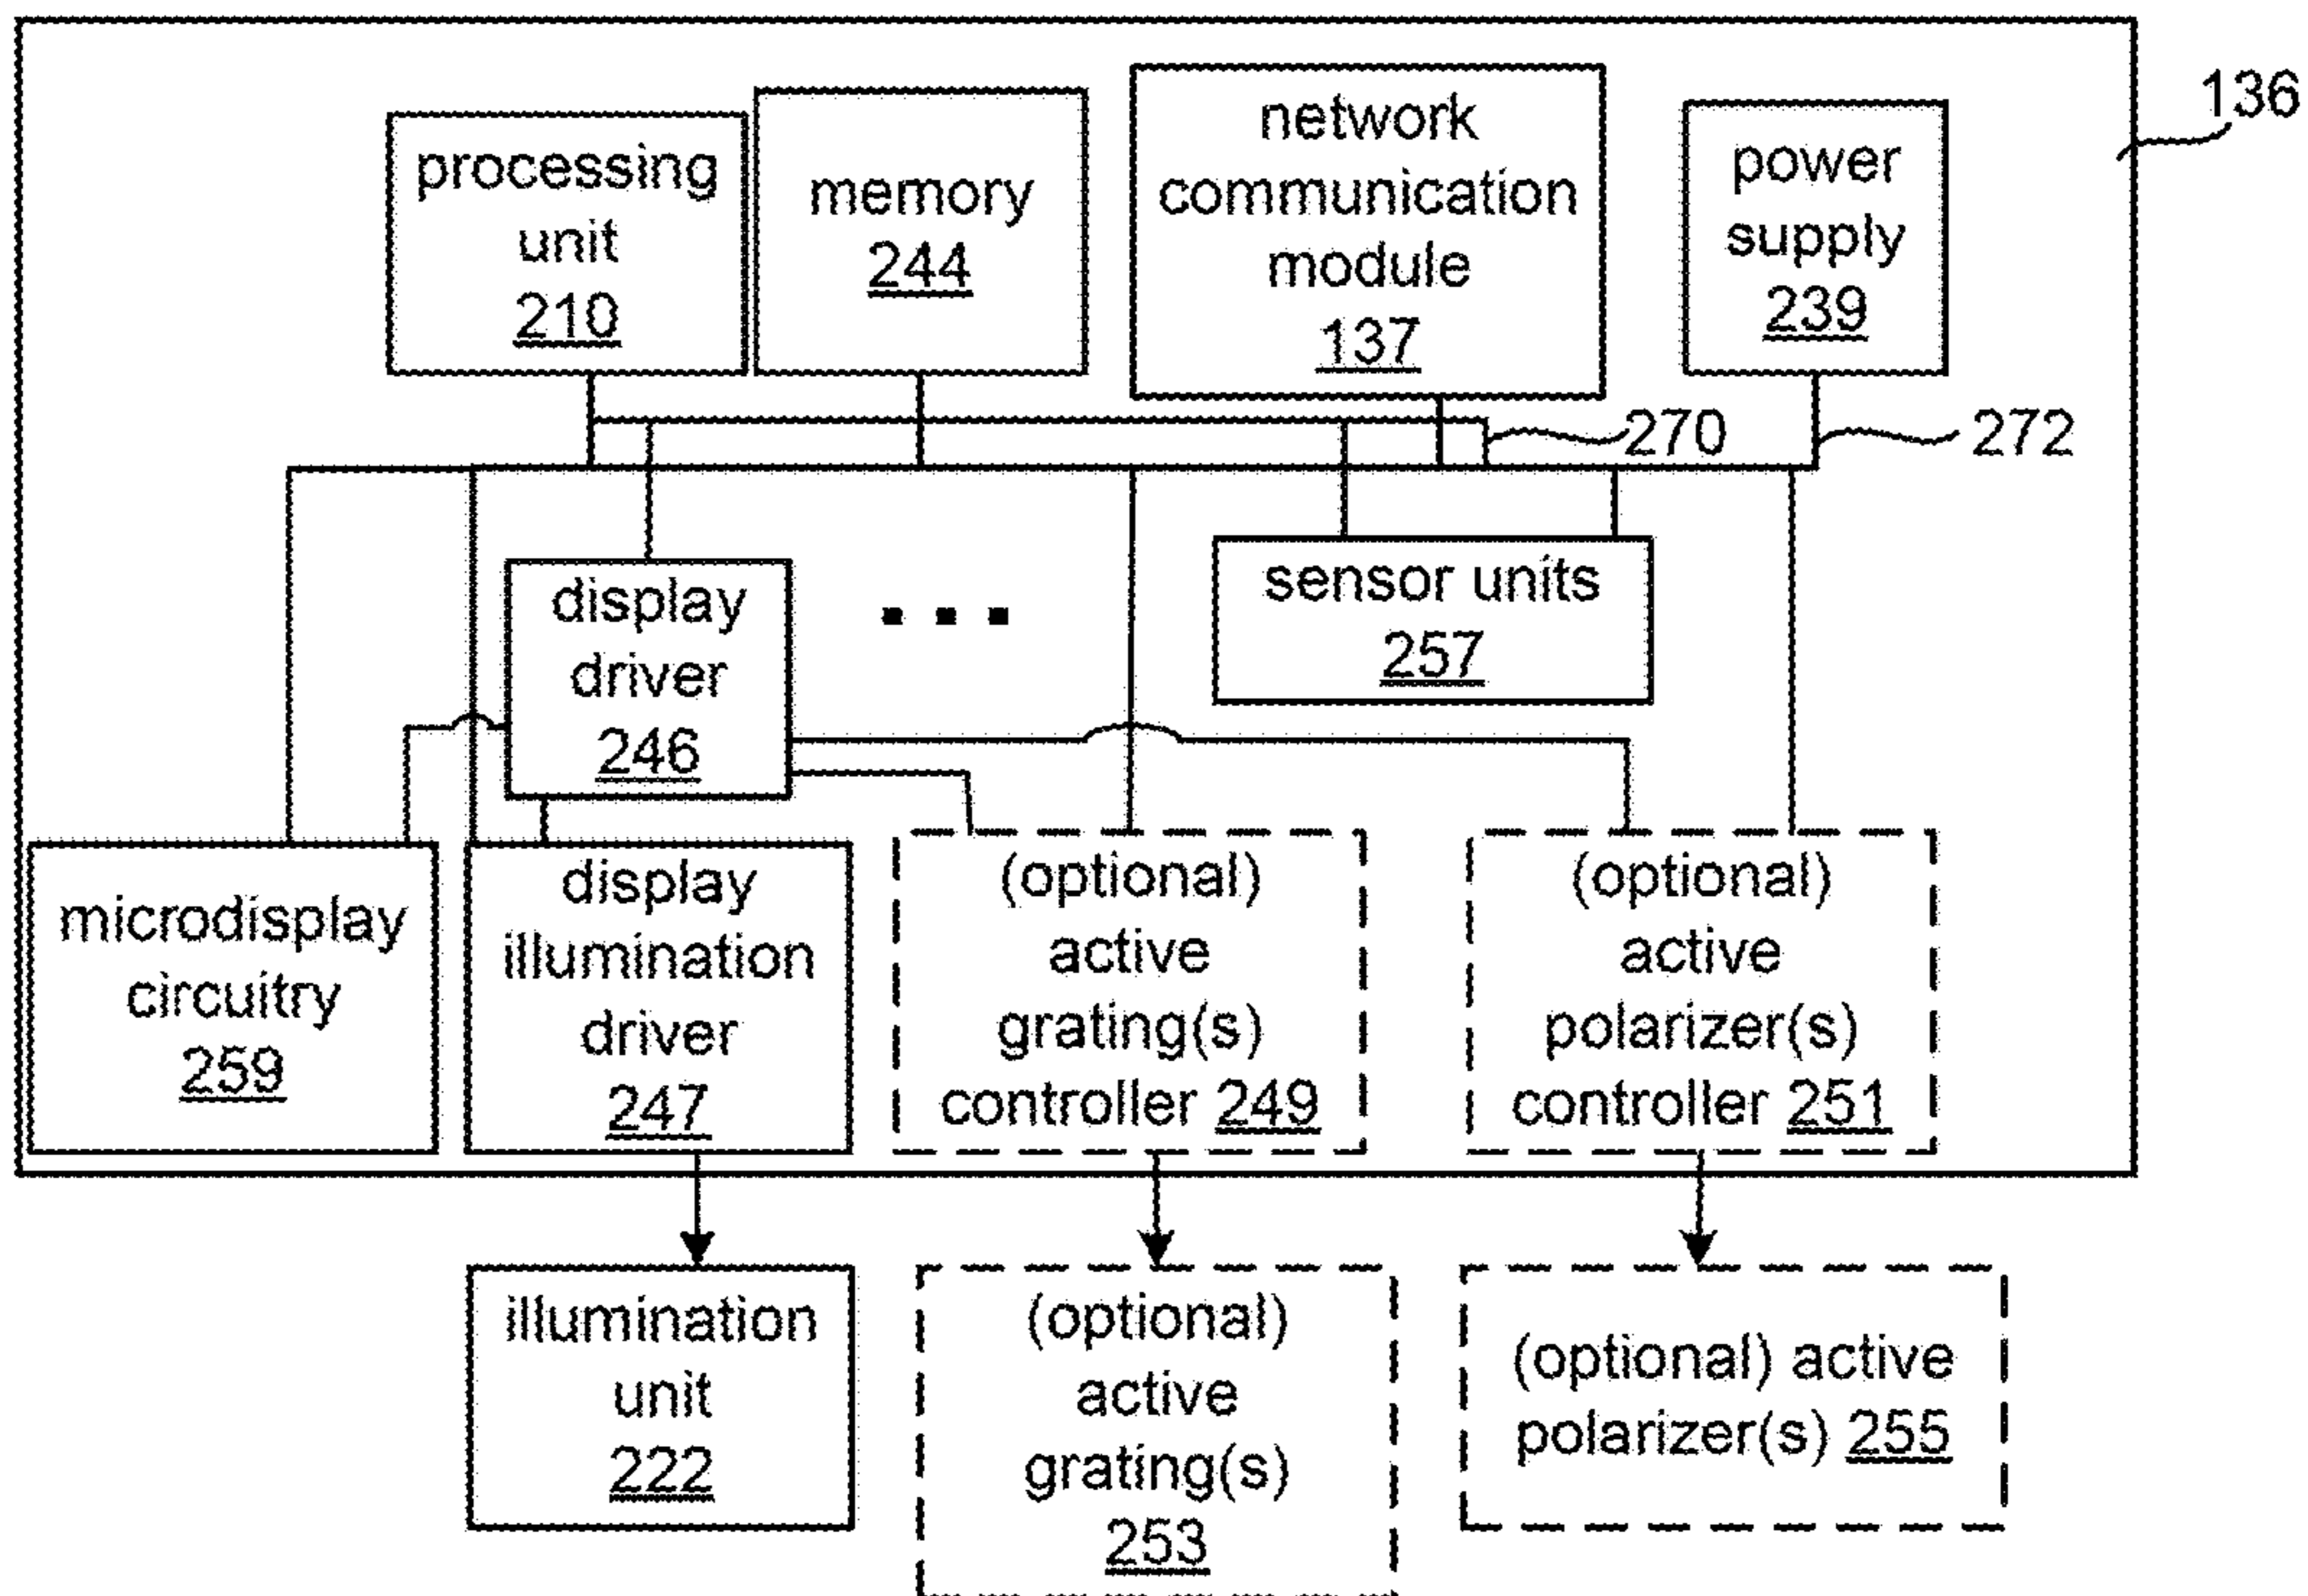 136
processing
unit
210
memory
244
network
communication
module
137
power
supply
239
270
272
display
driver
246
sensor units
257
microdisplay
circuitry
259
display
illumination
driver
247
(optional)
active
grating(s)
controller 249
(optional)
active
polarizer(s)
controller 251
illumination
unit
222
(optional)
active
grating(s)
253
(optional) active
polarizer(s) 255